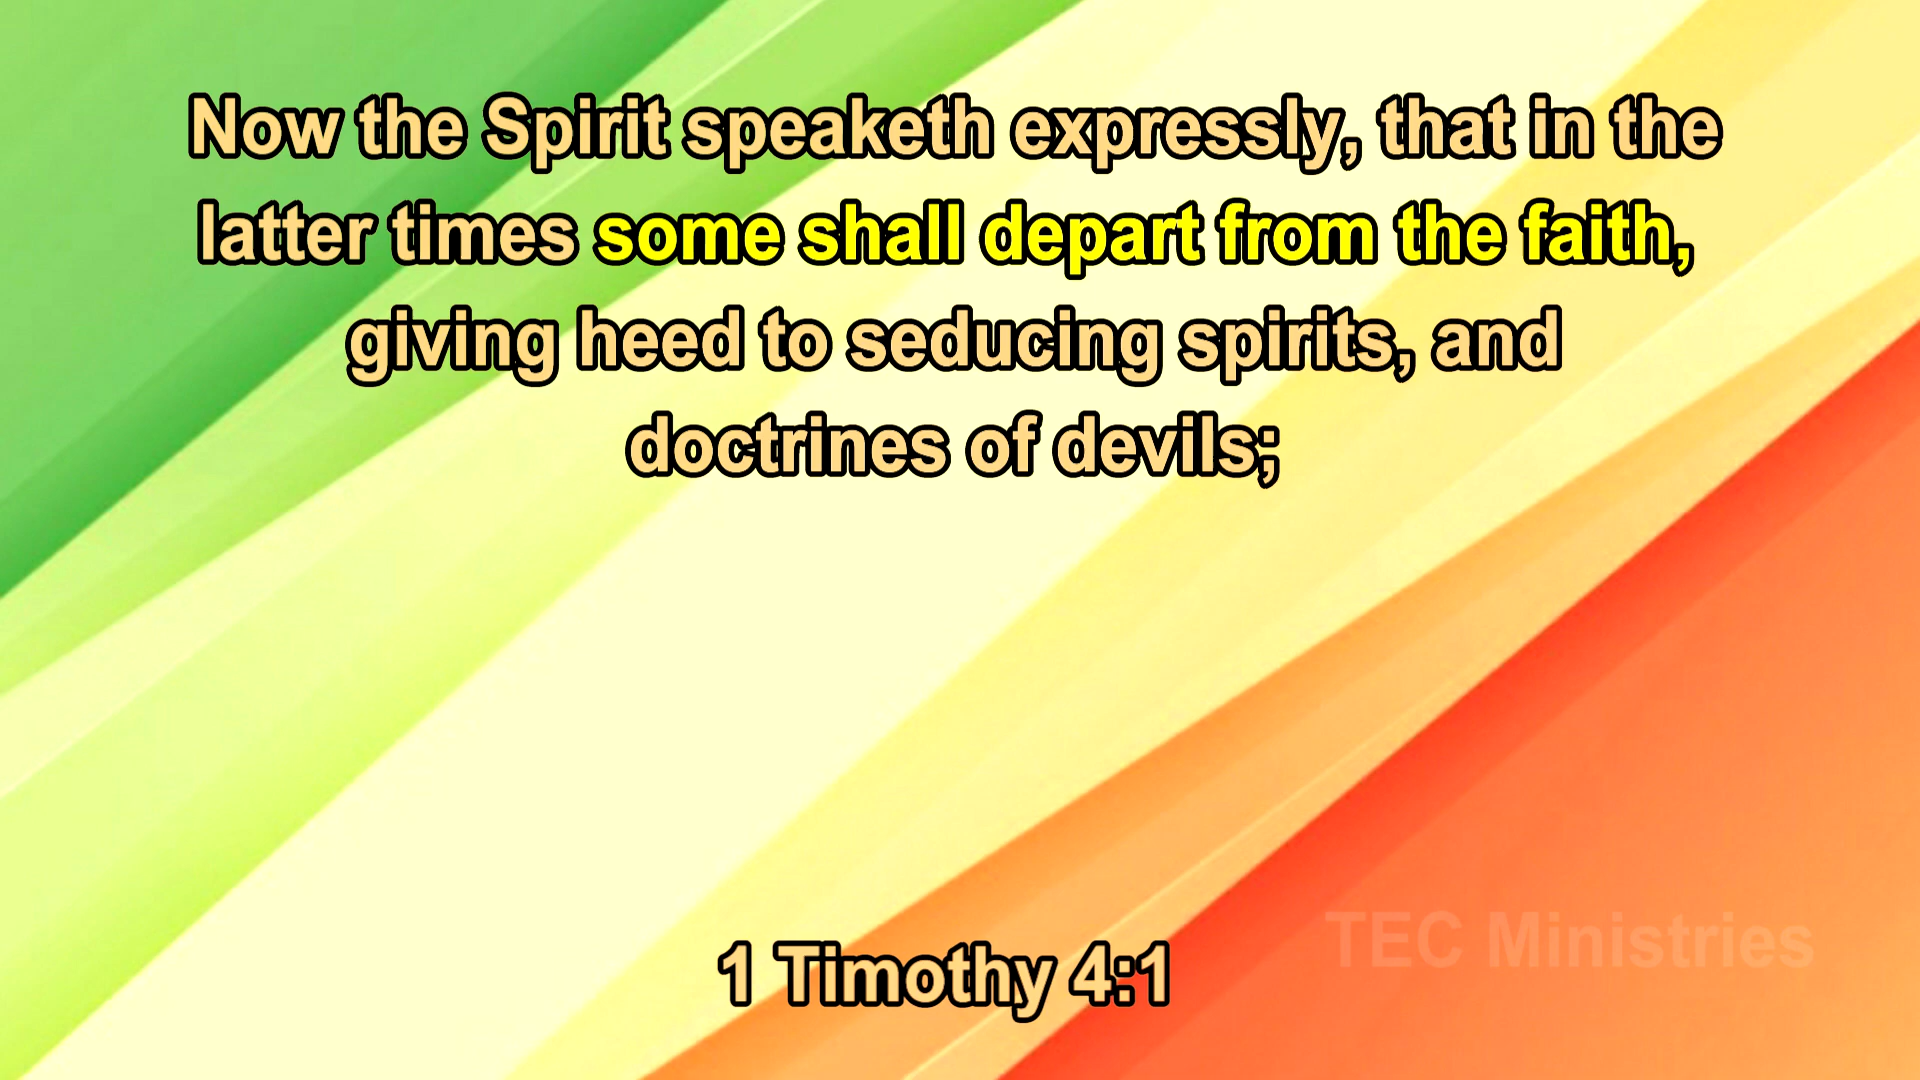 Now the Spirit speaketh expressly, that in the
latter times some shall depart from the faith,
giving heed to seducing spirits, and
doctrines of devils;
TEC Ministries
1 Timothy 4:1